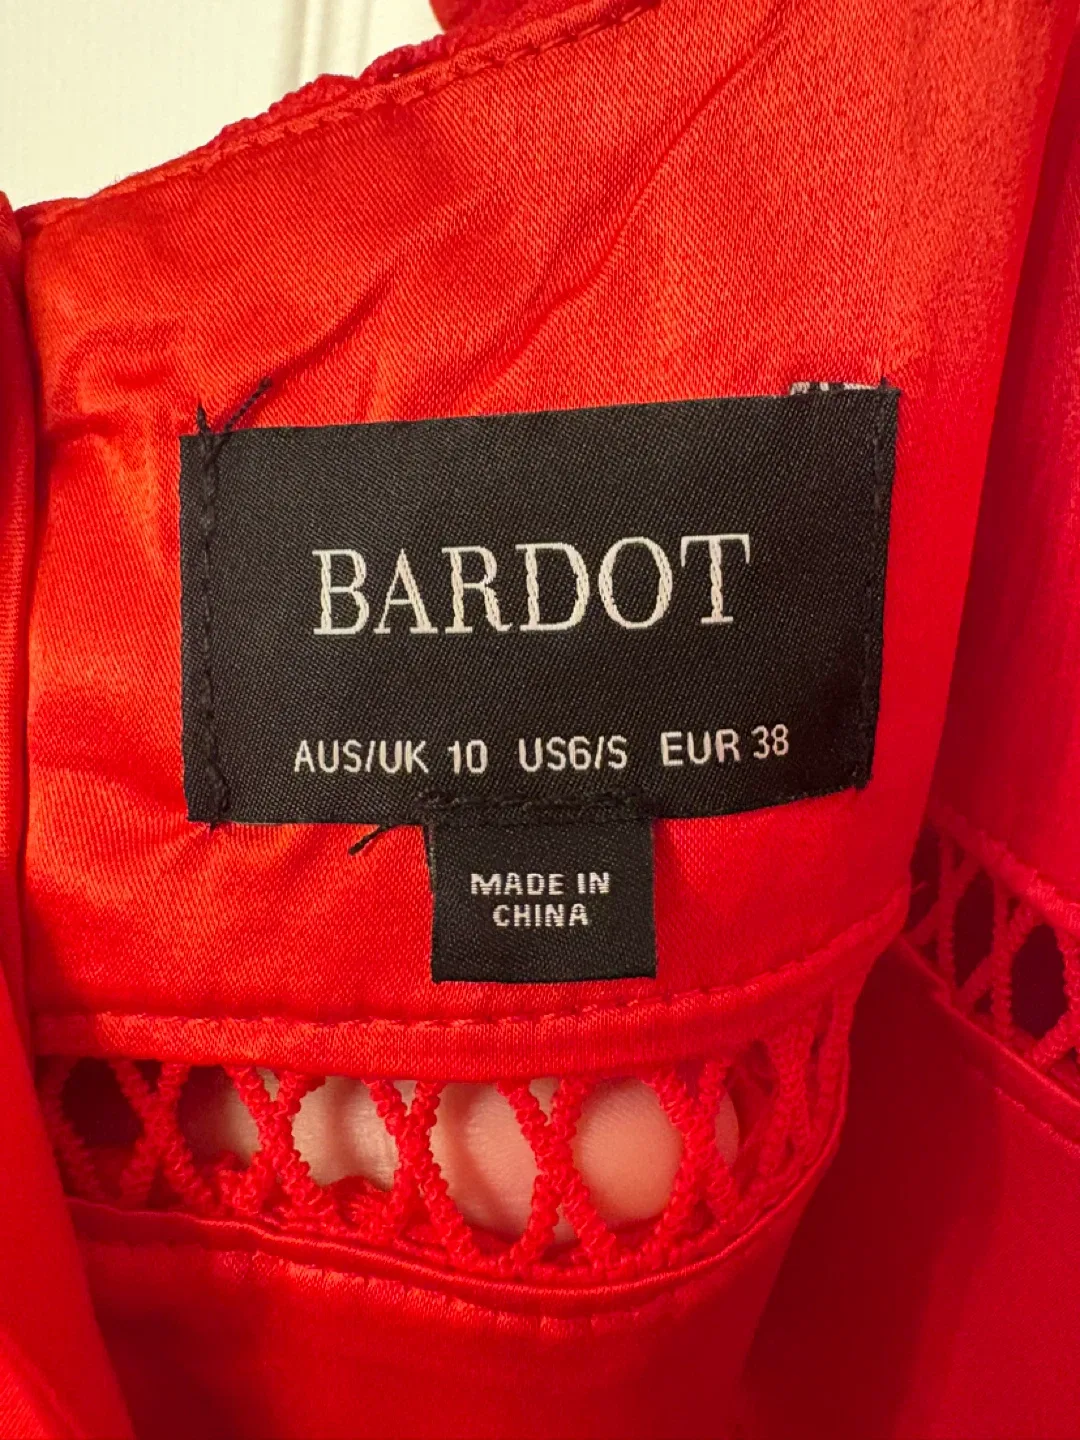 BARDOT
AUS/UK 10 US6/S EUR 38
MADE IN
CHINA